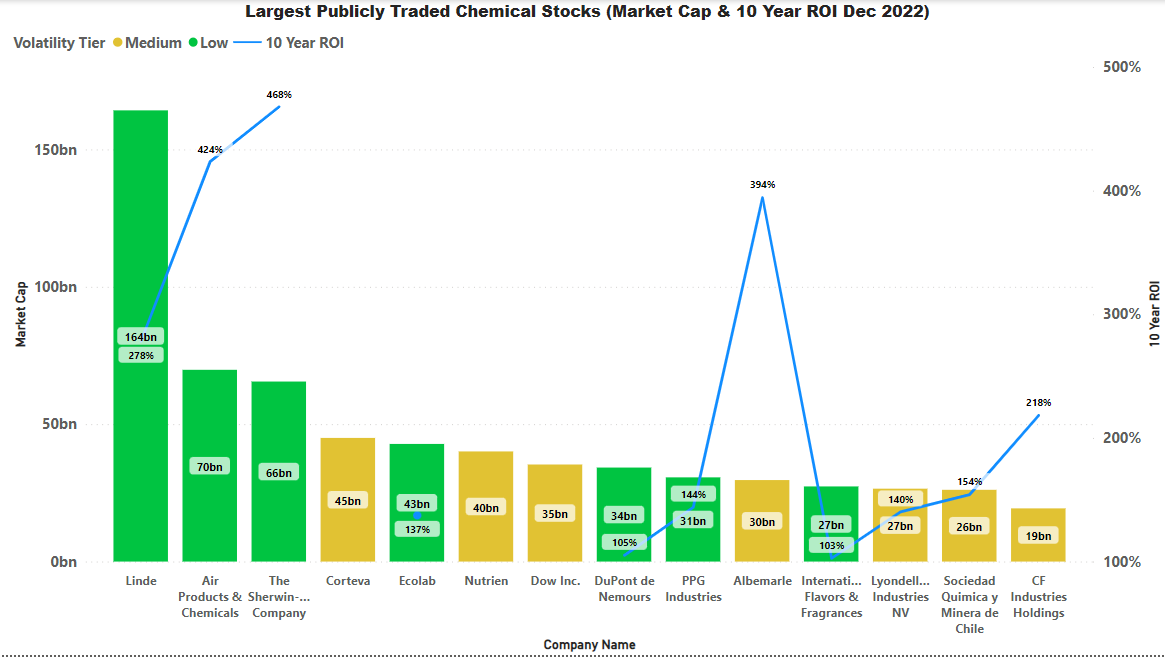 Largest Publicly Traded Chemical Stocks (Market Cap & 10 Year ROI Dec 2022)
Volatility Tier Medium Low 10 Year ROI
500%
468%
424%
150bn
400%
394%
100bn
300%
164bn
278%
218%
50bn
200%
70bn
66bn
45bn
43bn
137%
40bn
35bn
34bn
105%
144%
31bn
30bn
27bn
103%
140%
27bn
154%
26bn
19bn
0bn
100%
Market Cap
10 Year ROI
Linde
Air
Products &
Chemicals
The
Sherwin-...
Company
Corteva
Ecolab
Nutrien
Dow Inc.
DuPont de
Nemours
PPG
Industries
Albemarle
Internati...
Flavors &
Fragrances
Lyondell...
Industries
NV
Sociedad
Quimica y
Minera de
Chile
CF
Industries
Holdings
Company Name